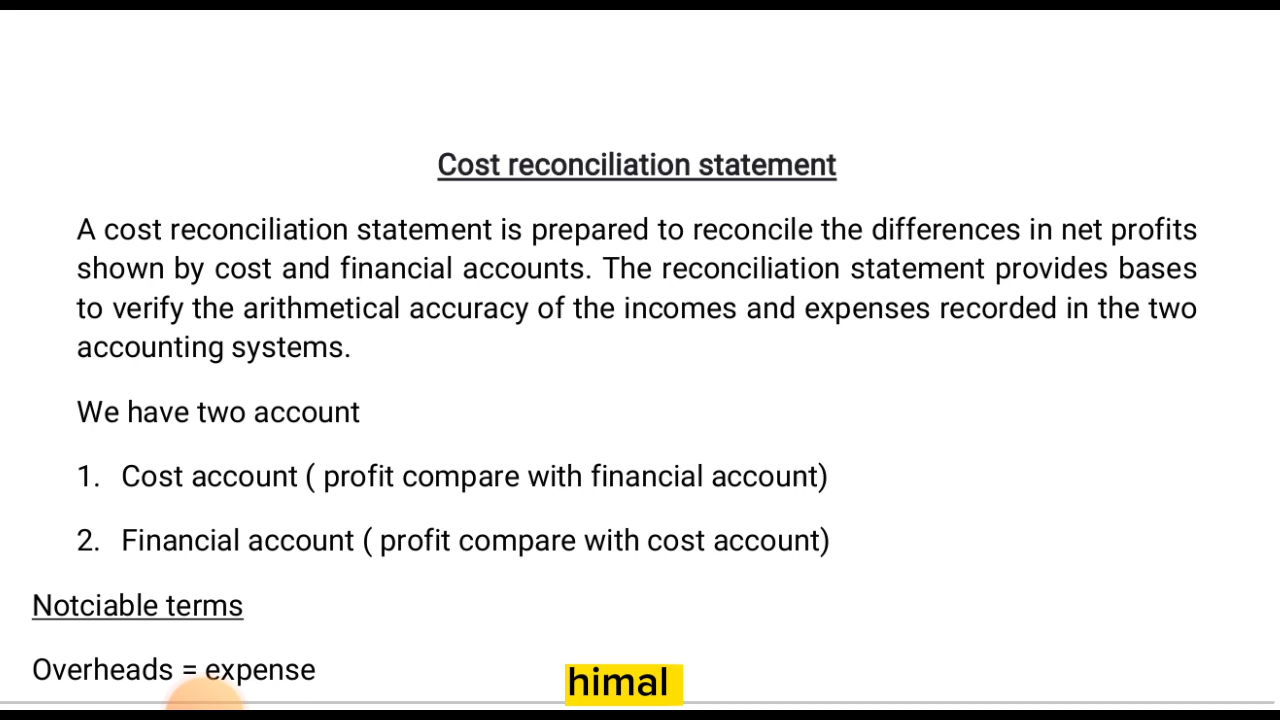 Cost reconciliation statement
A cost reconciliation statement is prepared to reconcile the differences in net profits
shown by cost and financial accounts. The reconciliation statement provides bases
to verify the arithmetical accuracy of the incomes and expenses recorded in the two
accounting systems.
We have two account
1. Cost account ( profit compare with financial account)
2. Financial account ( profit compare with cost account)
Notciable terms
Overheads = expense
himal